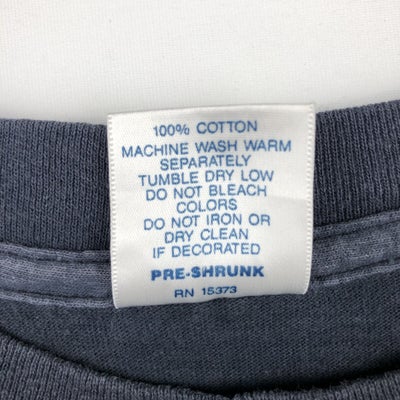 100% COTTON
MACHINE WASH WARM
SEPARATELY
TUMBLE DRY LOW
DO NOT BLEACH
COLORS
DO NOT IRON OR
DRY CLEAN
IF DECORATED
PRE-SHRUNK
RN 15373